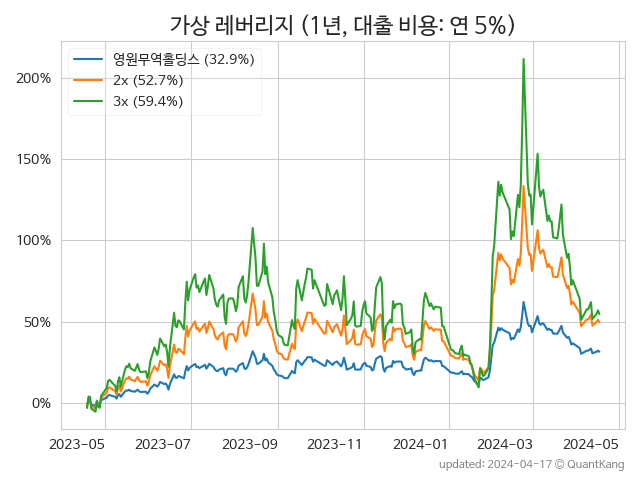 가상 레버리지 (1년, 대출 비용: 연 5%)
영원무역홀딩스 (32.9%)
2x (52.7%)
3x (59.4%)
200%
150%
100%
50%
0%
2023-05 2023-07 2023-09 2023-11 2024-01 2024-03 2024-05
updated: 2024-04-17 © QuantKang